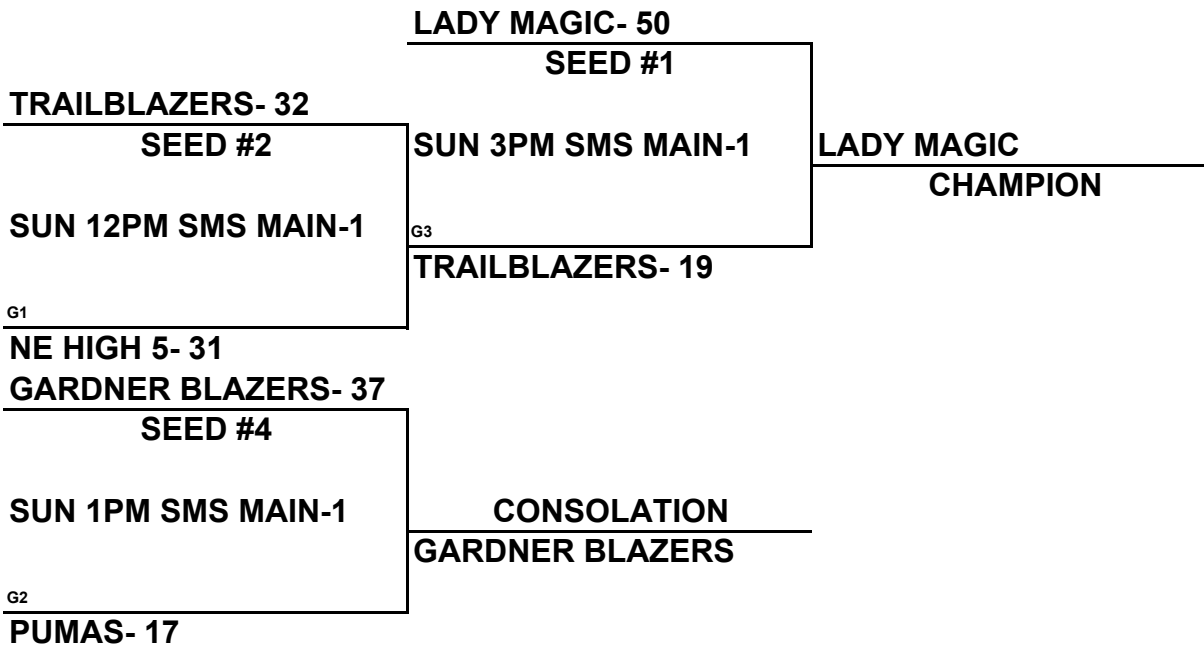 LADY MAGIC- 50
SEED #1
TRAILBLAZERS- 32
SEED #2
SUN 3PM SMS MAIN-1
LADY MAGIC
CHAMPION
SUN 12PM SMS MAIN-1
G3
TRAILBLAZERS- 19
G1
NE HIGH 5- 31
GARDNER BLAZERS- 37
SEED #4
SUN 1PM SMS MAIN-1
CONSOLATION
GARDNER BLAZERS
G2
PUMAS- 17